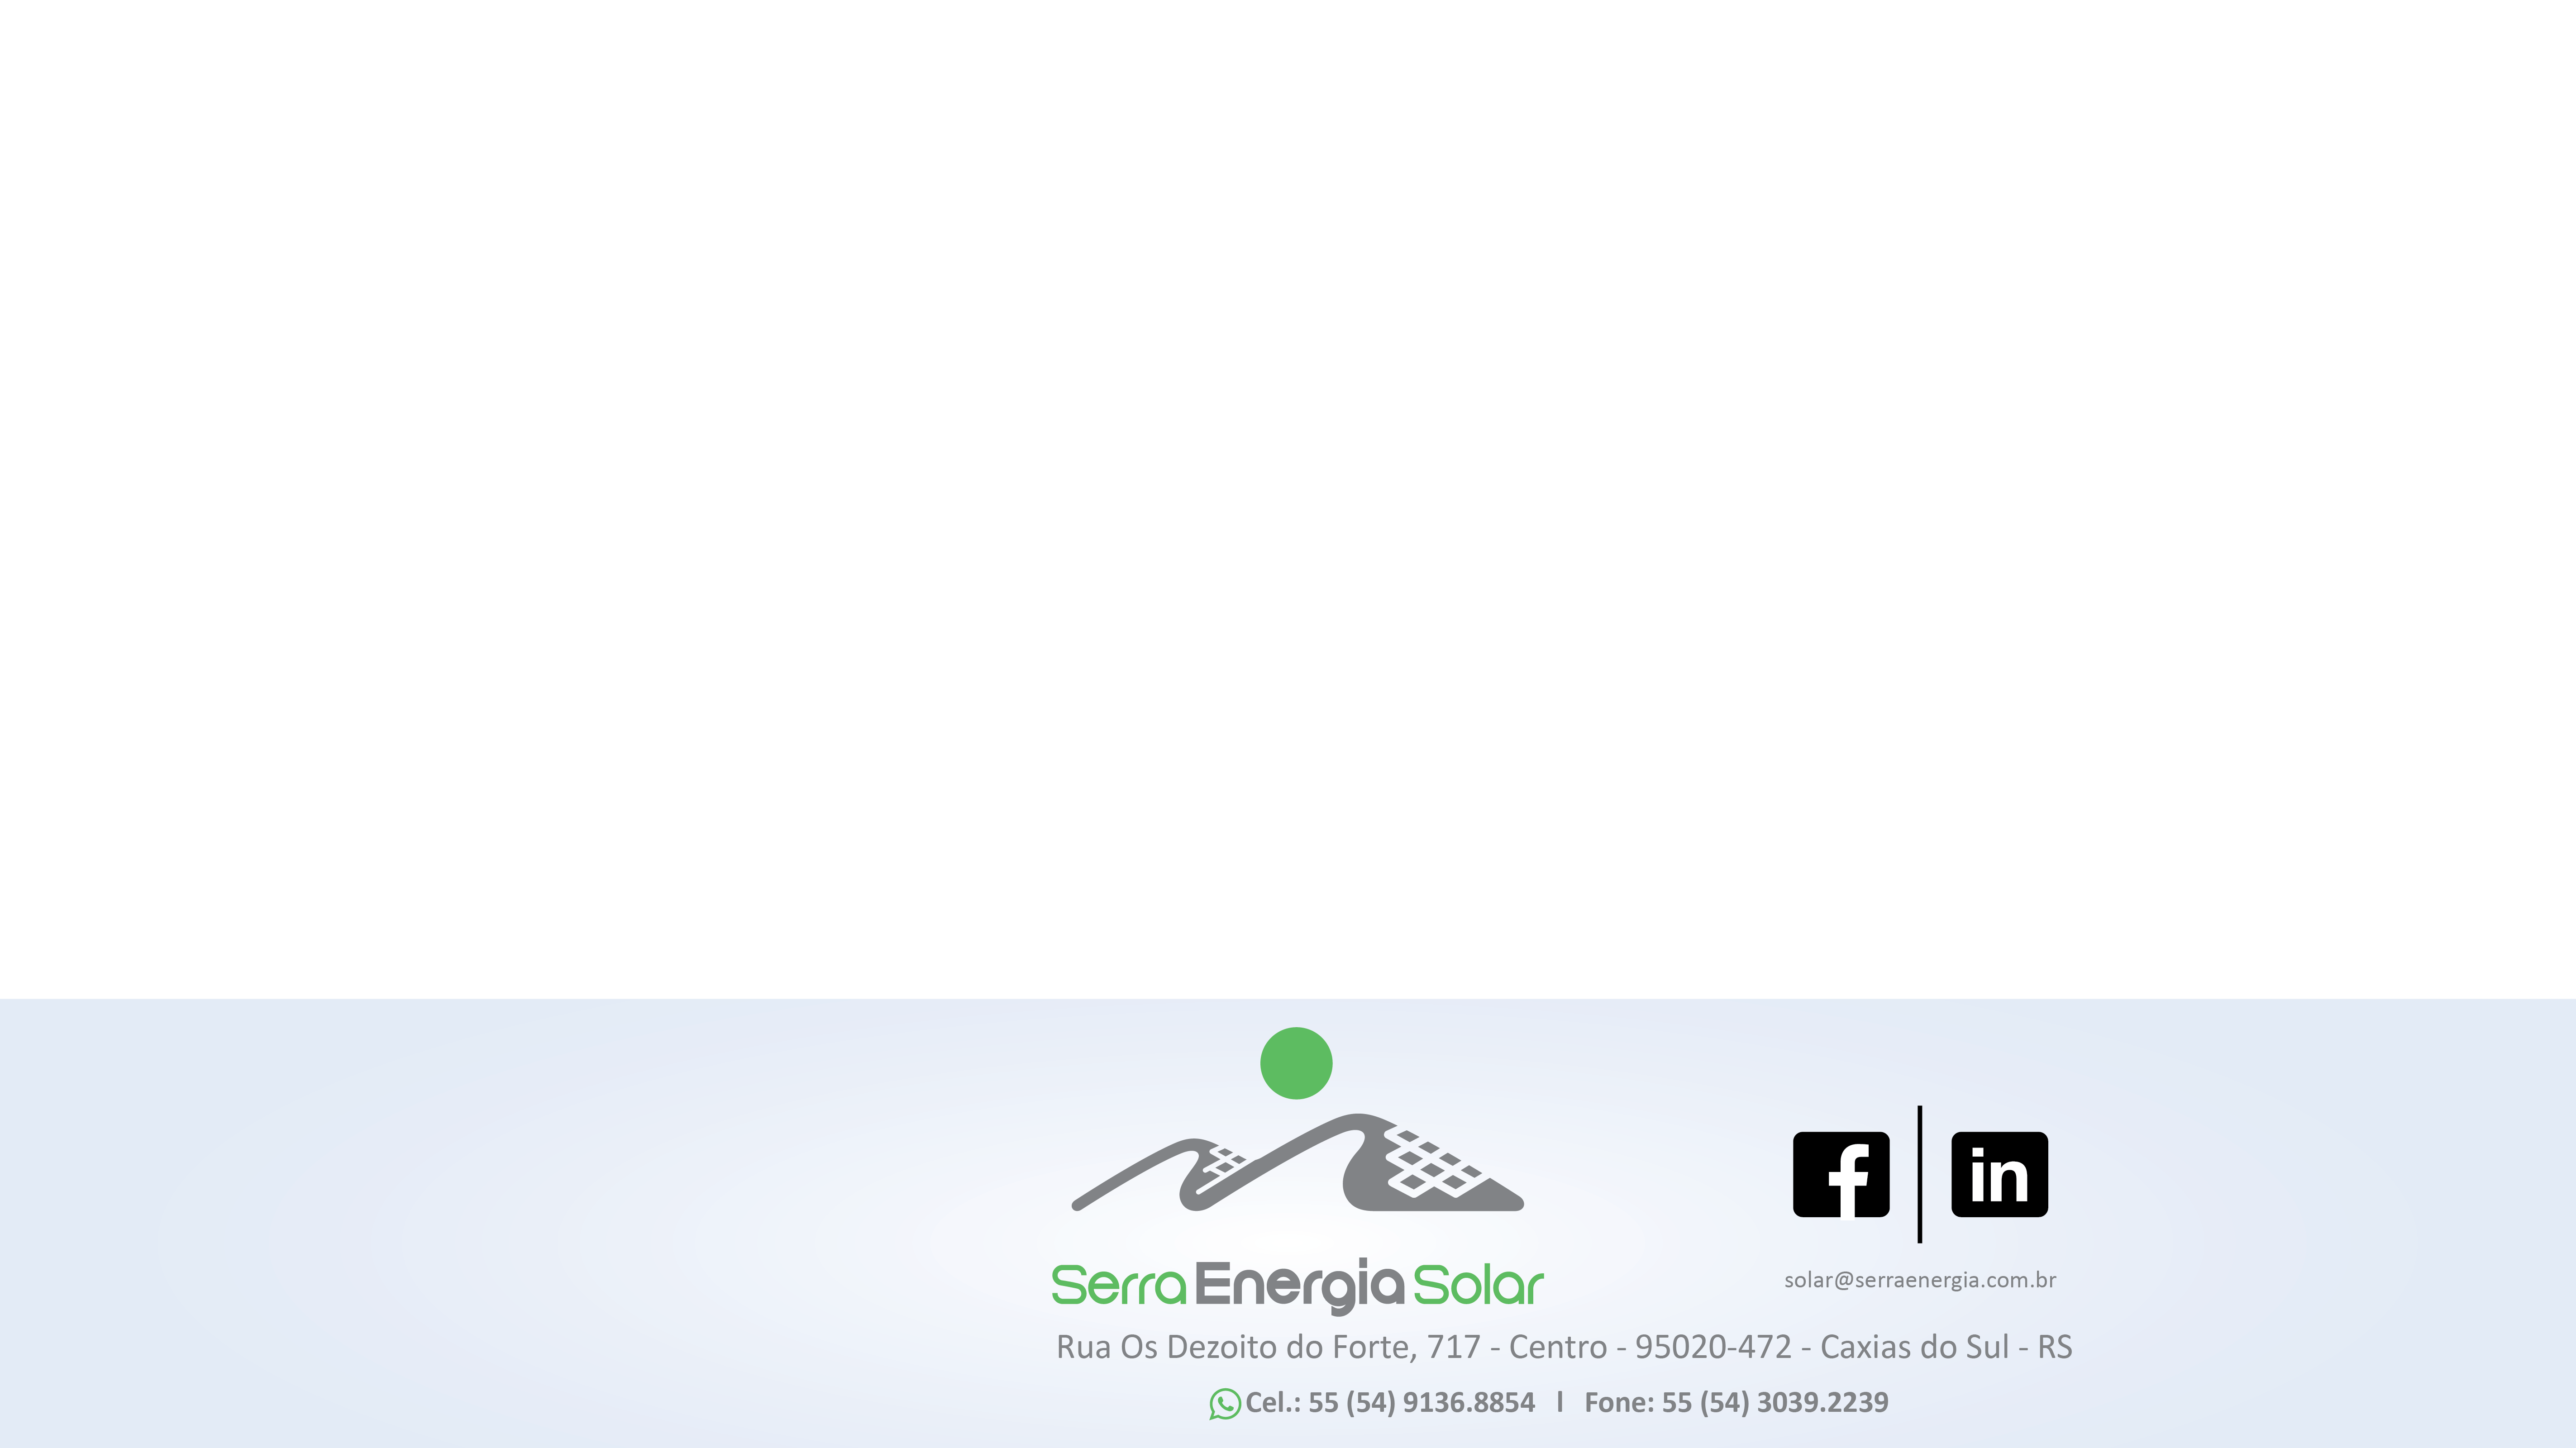 Serra Energia Solar
f
in
solar@serraenergia.com.br
Rua Os Dezoito do Forte, 717 - Centro - 95020-472 - Caxias do Sul - RS
Cel.: 55 (54) 9136.8854 l Fone: 55 (54) 3039.2239